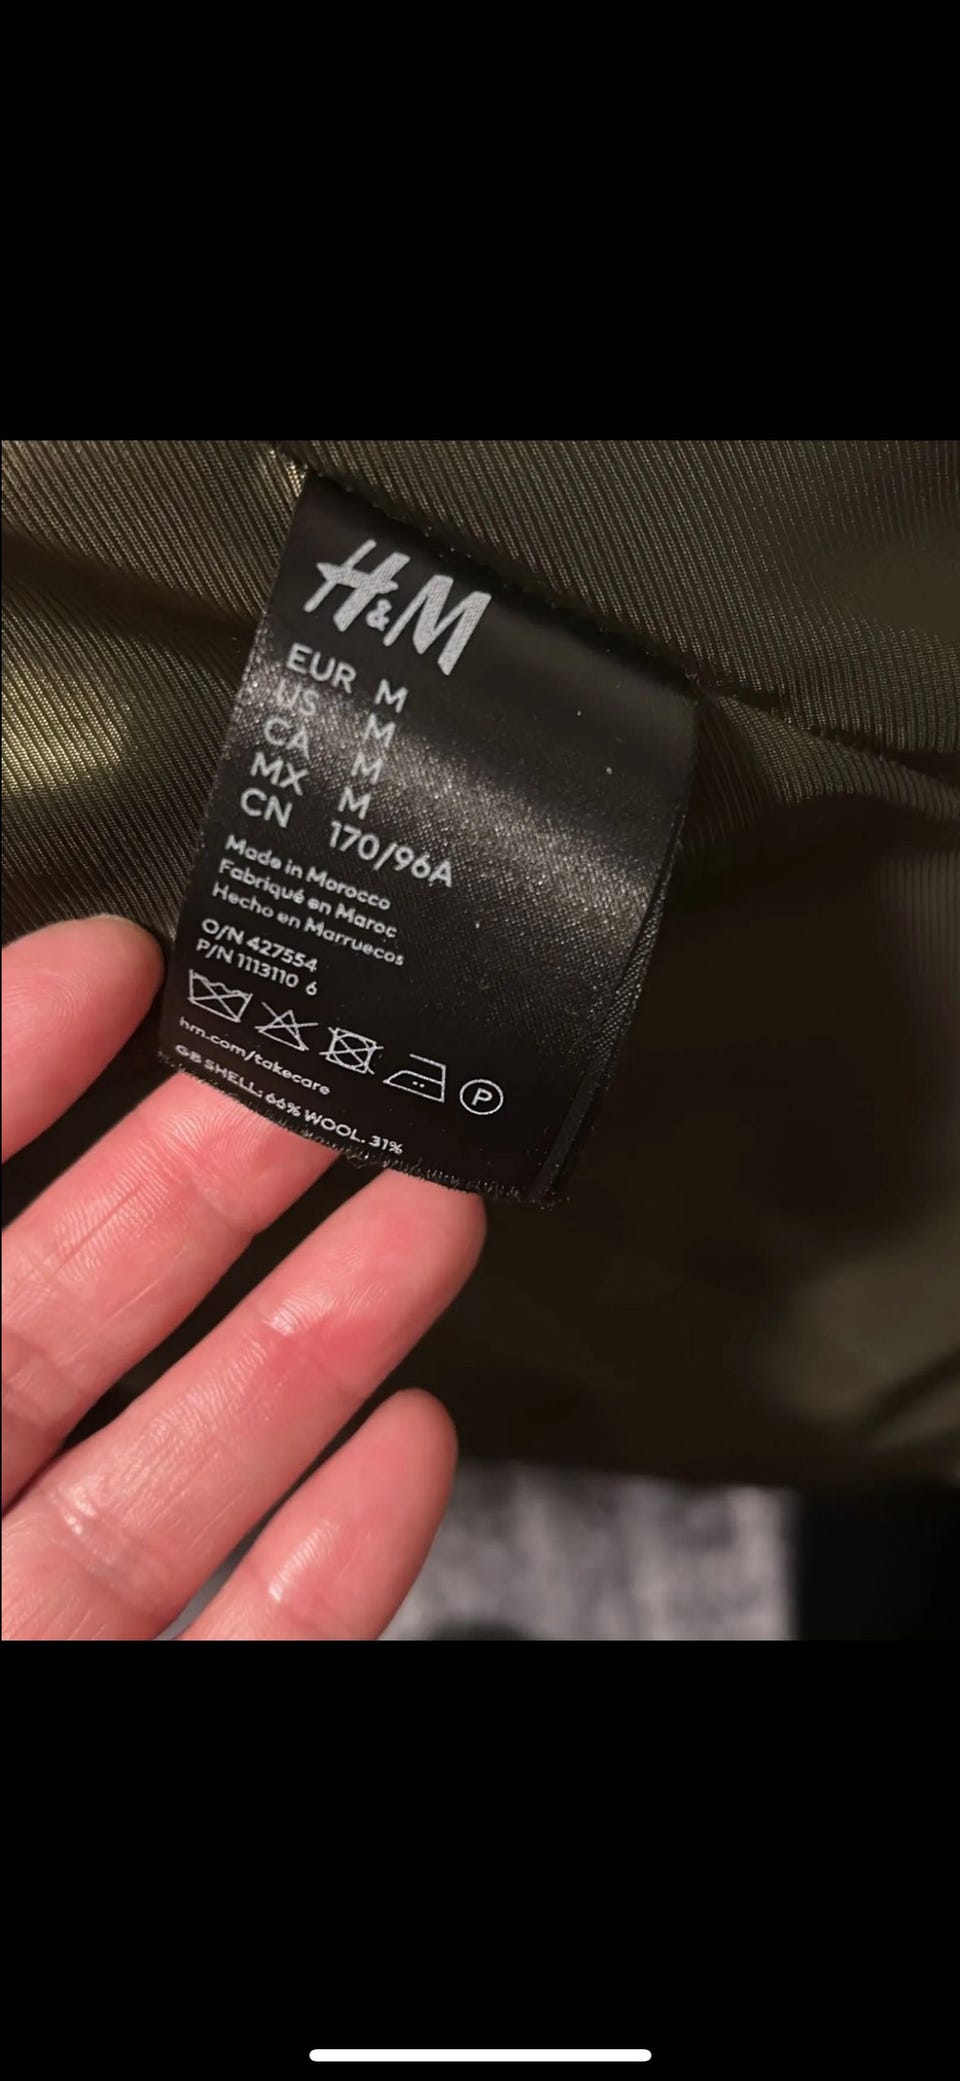 H&M
EUR M
US M
CA M
MX M
CN 170/96A
Made in Morocco
Fabriqué en Maroc
Hecho en Marruecos
O/N 427554
P/N 1113110 6
P
hm.com/takecare
GB SHELL: 66% WOOL. 31%